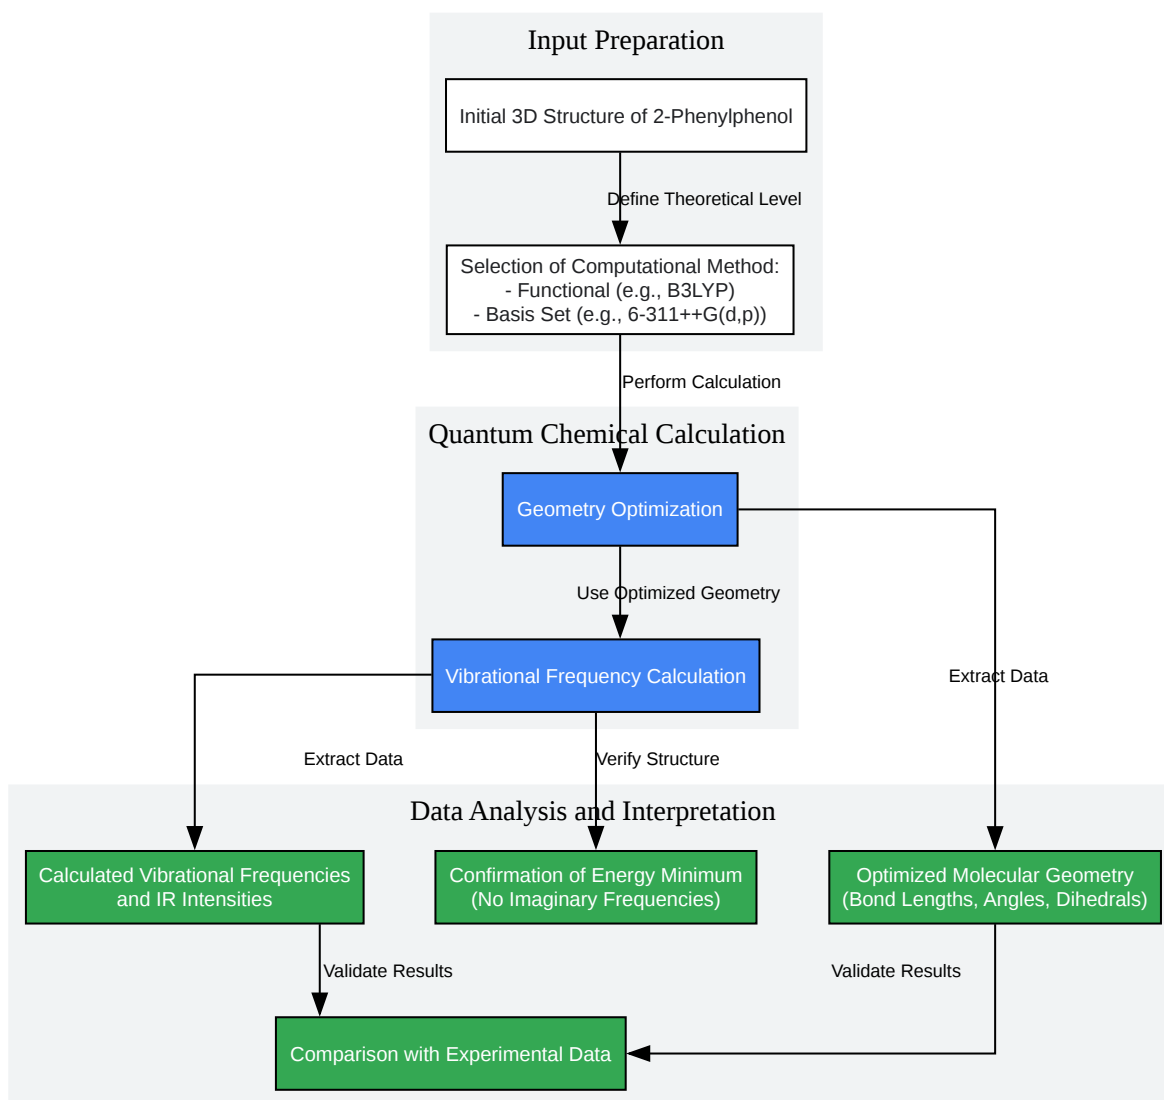 Input Preparation
Initial 3D Structure of 2-Phenylphenol
Define Theoretical Level
Selection of Computational Method:
- Functional (e.g., B3LYP)
- Basis Set (e.g., 6-311++G(d,p))
Perform Calculation
Quantum Chemical Calculation
Geometry Optimization
Use Optimized Geometry
Vibrational Frequency Calculation
Extract Data
Extract Data
Verify Structure
Data Analysis and Interpretation
Calculated Vibrational Frequencies
and IR Intensities
Confirmation of Energy Minimum
(No Imaginary Frequencies)
Optimized Molecular Geometry
(Bond Lengths, Angles, Dihedrals)
Validate Results
Validate Results
Comparison with Experimental Data